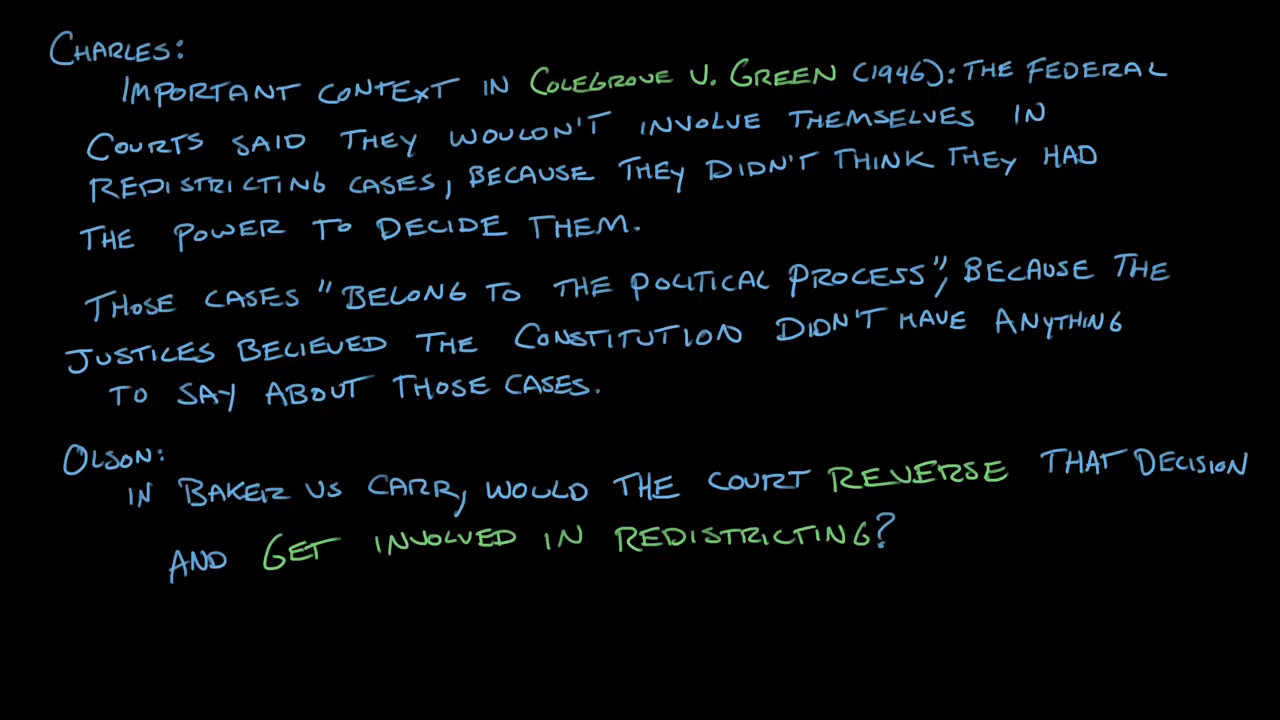 CHARLES:
IMPORTANT CONTEXT IN COLEGROVE V. GREEN (1946): THE FEDERAL
COURTS SAID THEY WOULDN'T INVOLVE THEMSELVES IN
REDISTRICTING CASES, BECAUSE THEY DIDN'T THINK THEY HAD
THE POWER TO DECIDE THEM.
THOSE CASES "BELONG TO THE POLITICAL PROCESS", BECAUSE THE
JUSTICES BELIEVED THE CONSTITUTION DIDN'T HAVE ANYTHING
TO SAY ABOUT THOSE CASES.
OLSON:
IN BAKER VS CARR, WOULD THE COURT REVERSE THAT DECISION
AND GET INVOLVED IN REDISTRICTING?